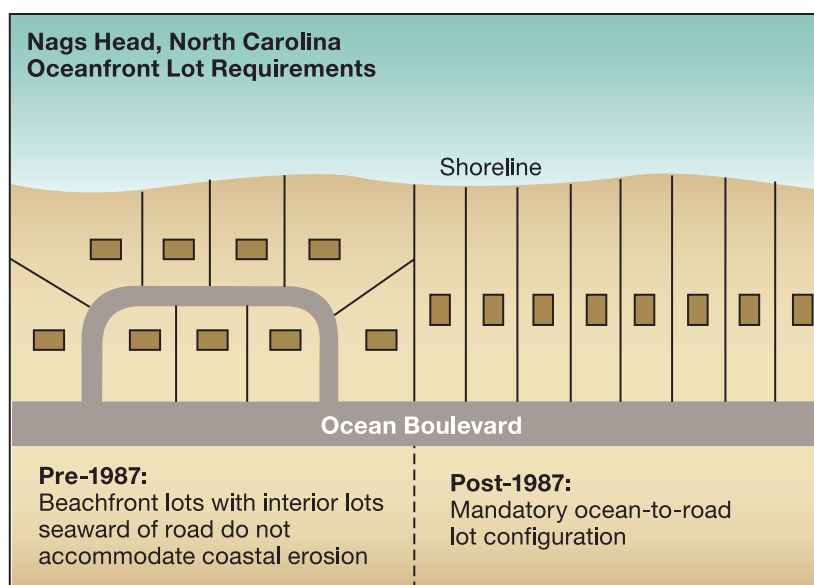 Nags Head, North Carolina
Oceanfront Lot Requirements
Shoreline
Ocean Boulevard
Pre-1987:
Beachfront lots with interior lots
seaward of road do not
accommodate coastal erosion
Post-1987:
Mandatory ocean-to-road
lot configuration